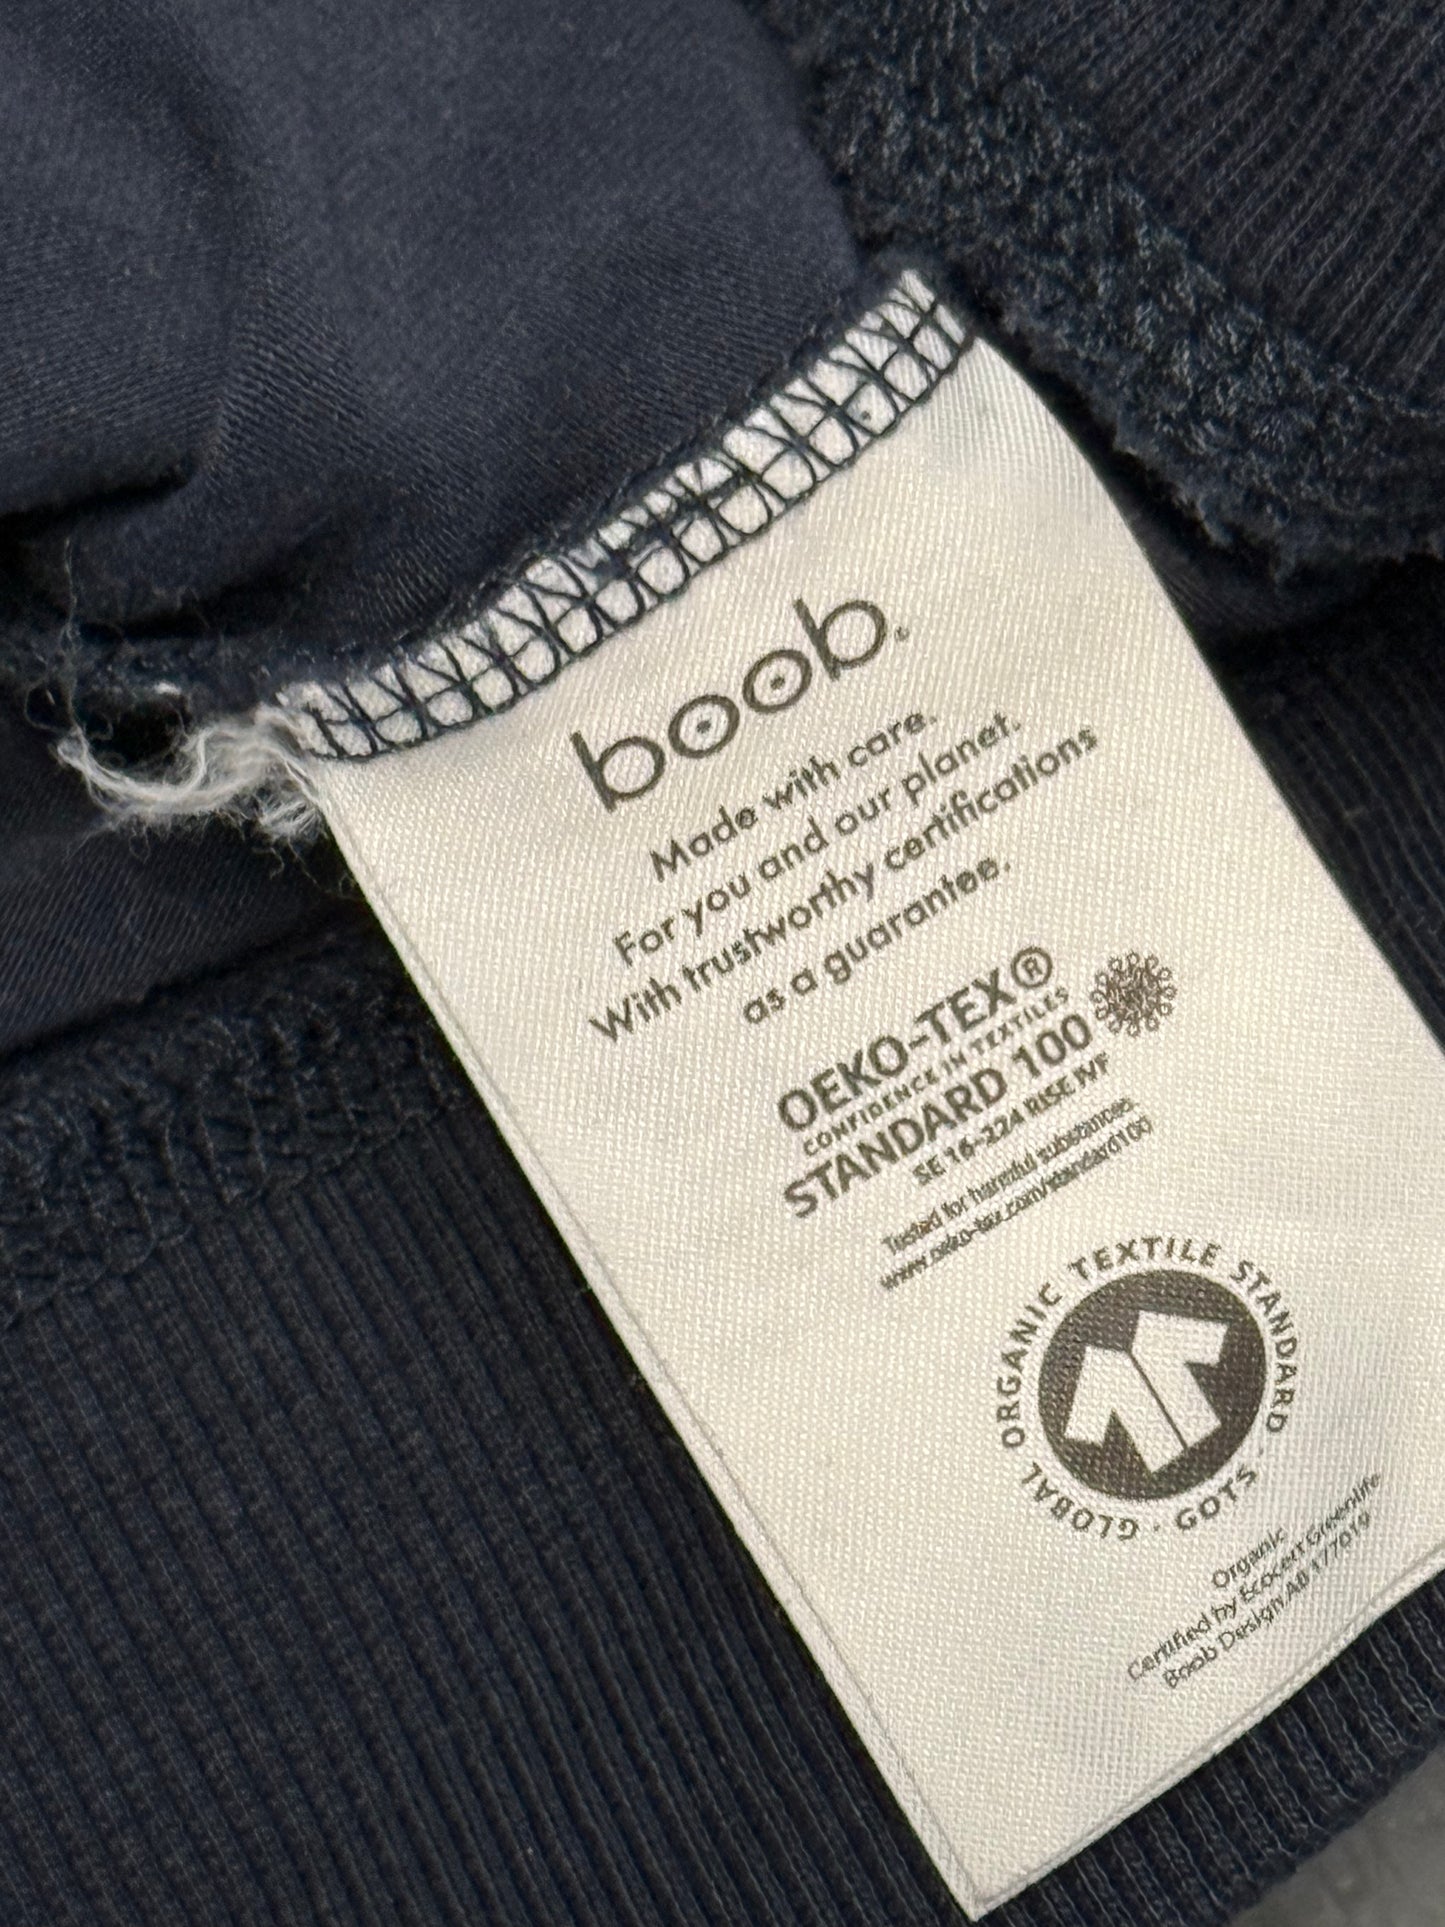 boob.
Made with care.
For you and our planet.
With trustworthy certifications
as a guarantee.
OEKO-TEX®
CONFIDENCE IN TEXTILES
STANDARD 100
SE 16-224 RISE IVF
Tested for harmful substances.
www.oeko-tex.com/standard100
GLOBAL ORGANIC TEXTILE STANDARD · GOTS ·
Organic
Certified by Ecocert Greenlife
Boob Design AB 177019